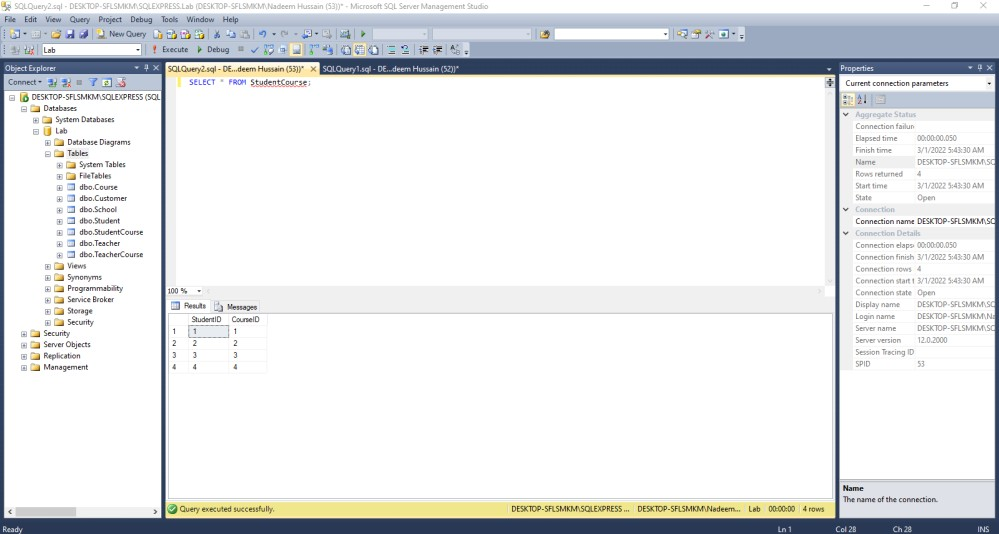 SQLQuery2.sql - DESKTOP-SFLSMKM\SQLEXPRESS.Lab (DESKTOP-SFLSMKM\Nadeem Hussain (53))* - Microsoft SQL Server Management Studio
File Edit View Query Project Debug Tools Window Help
New Query
Lab Execute Debug
Object Explorer
Connect
DESKTOP-SFLSMKM\SQLEXPRESS (SQL
Databases
System Databases
Lab
Database Diagrams
Tables
System Tables
FileTables
dbo.Course
dbo.Customer
dbo.School
dbo.Student
dbo.StudentCourse
dbo.Teacher
dbo.TeacherCourse
Views
Synonyms
Programmability
Service Broker
Storage
Security
Security
Server Objects
Replication
Management
SQLQuery2.sql - DE...deem Hussain (53))* SQLQuery1.sql - DE...deem Hussain (52))*
SELECT * FROM StudentCourse;
100 %
Results Messages
StudentID CourseID
1 1 1
2 2 2
3 3 3
4 4 4
Query executed successfully. DESKTOP-SFLSMKM\SQLEXPRESS ... DESKTOP-SFLSMKM\Nadeem... Lab 00:00:00 4 rows
Properties
Current connection parameters
Aggregate Status
Connection failure
Elapsed time 00:00:00.050
Finish time 3/1/2022 5:43:30 AM
Name DESKTOP-SFLSMKM\SC
Rows returned 4
Start time 3/1/2022 5:43:30 AM
State Open
Connection
Connection name DESKTOP-SFLSMKM\SC
Connection Details
Connection elaps 00:00:00.050
Connection finish 3/1/2022 5:43:30 AM
Connection rows 4
Connection start t 3/1/2022 5:43:30 AM
Connection state Open
Display name DESKTOP-SFLSMKM\SC
Login name DESKTOP-SFLSMKM\Na
Server name DESKTOP-SFLSMKM\SC
Server version 12.0.2000
Session Tracing ID
SPID 53
Name
The name of the connection.
Ready Ln 1 Col 28 Ch 28 INS